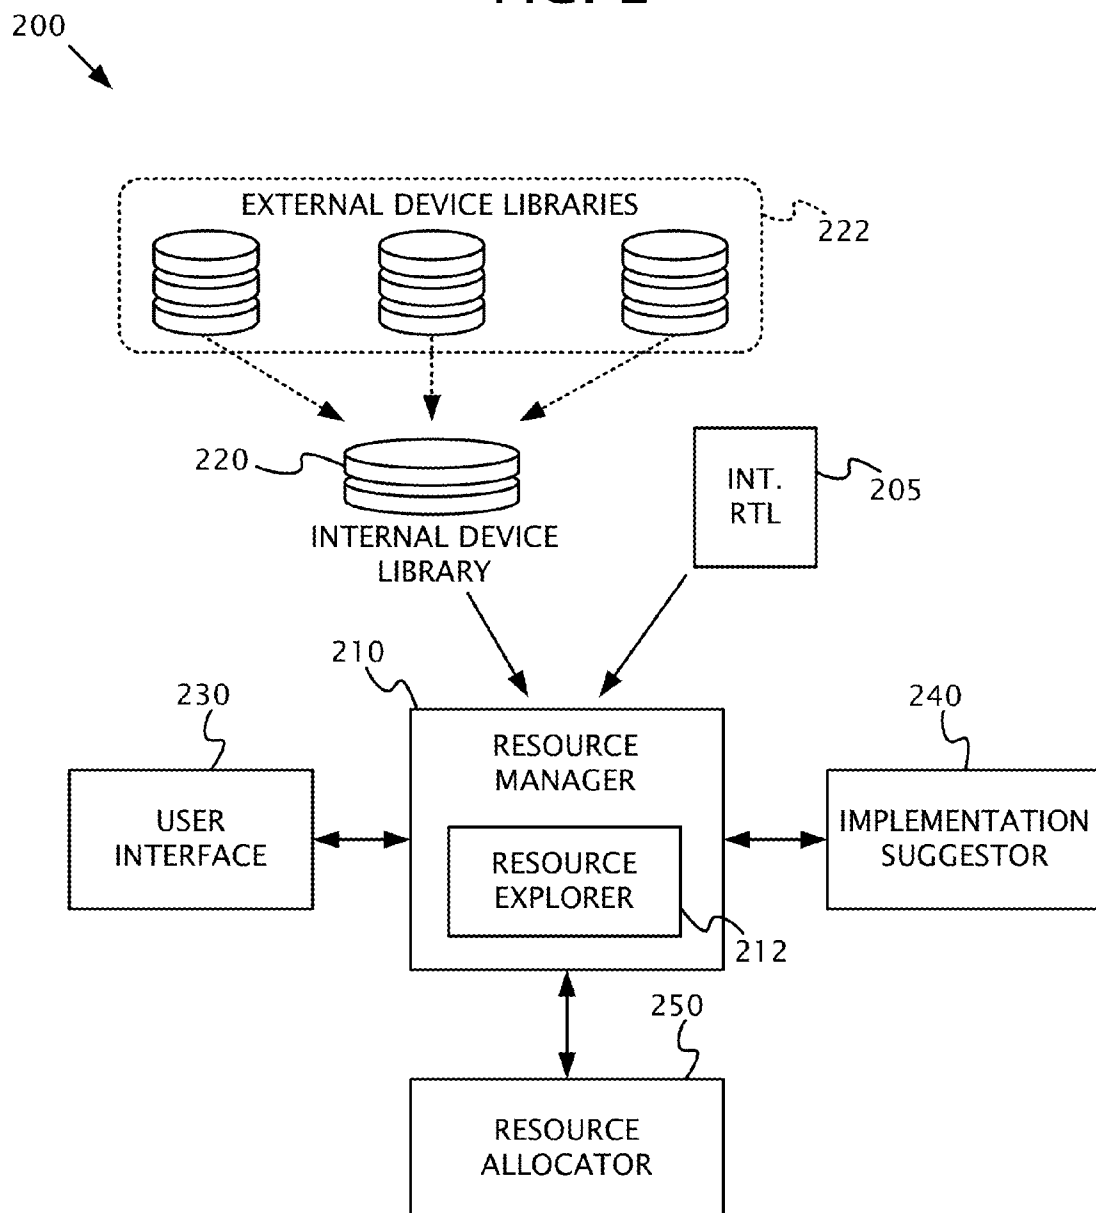 200
EXTERNAL DEVICE LIBRARIES
222
220
INTERNAL DEVICE
LIBRARY
INT.
RTL
205
210
230
240
RESOURCE
MANAGER
USER
INTERFACE
RESOURCE
EXPLORER
212
IMPLEMENTATION
SUGGESTOR
250
RESOURCE
ALLOCATOR